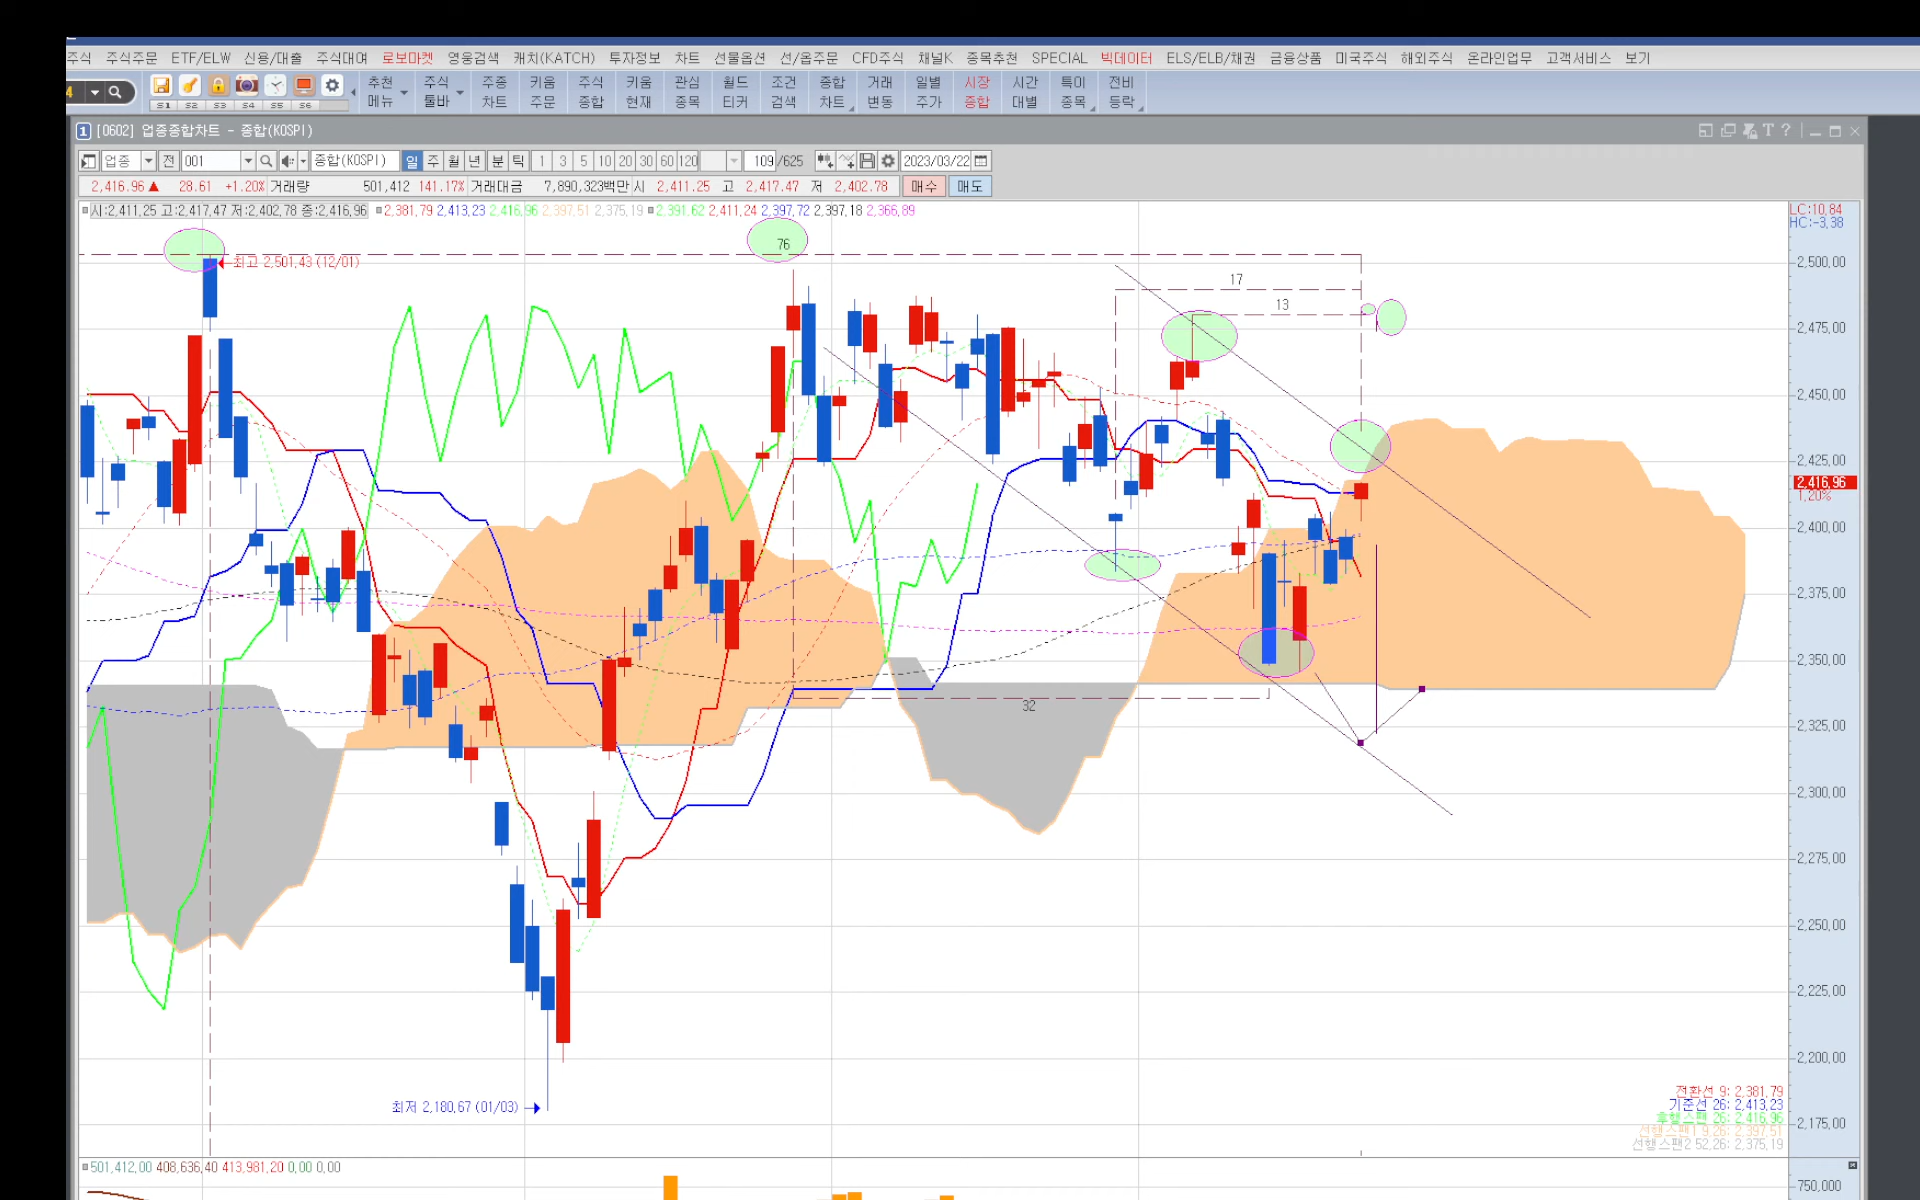 주식 주식주문 ETF/ELW 신용/대출 주식대여 로보마켓 영웅검색 캐치(KATCH) 투자정보 차트 선물옵션 선/옵주문 CFD주식 채널K 종목추천 SPECIAL 빅데이터 ELS/ELB/채권 금융상품 미국주식 해외주식 온라인업무 고객서비스 보기
추천 주식 주종 키움 주식 키움 관심 월드 조건 종합 거래 일별 시장 시간 특이 전비
4 S1 S2 S3 S4 S5 S6 메뉴 툴바 차트 주문 종합 현재 종목 티커 검색 차트 변동 주가 종합 대별 종목 등락
1 [0602] 업종종합차트 - 종합(KOSPI) T ?
업종 전 001 종합(KOSPI) 일 주 월 년 분 틱 1 3 5 10 20 30 60 120 109 /625 2023/03/22
2,416.96 ▲ 28.61 +1.20% 거래량 501,412 141.17% 거래대금 7,890,323백만 시 2,411.25 고 2,417.47 저 2,402.78 매수 매도
시:2,411.25 고:2,417.47 저:2,402.78 종:2,416.96 2,381.79 2,413.23 2,416.96 2,397.51 2,375.19 2,391.62 2,411.24 2,397.72 2,397.18 2,366.89
LC:10.84
HC:-3.38
76
최고 2,501.43 (12/01)
2,500.00
17
13
2,475.00
2,450.00
2,425.00
2,416.96
1.20%
2,400.00
2,375.00
2,350.00
32
2,325.00
2,300.00
2,275.00
2,250.00
2,225.00
2,200.00
최저 2,180.67 (01/03)
전환선 9: 2,381.79
기준선 26: 2,413.23
후행스팬 26: 2,416.96
2,175.00
선행스팬1 9,26: 2,397.51
선행스팬2 52,26: 2,375.19
501,412.00 408,636.40 413,981.20 0.00 0.00
750,000